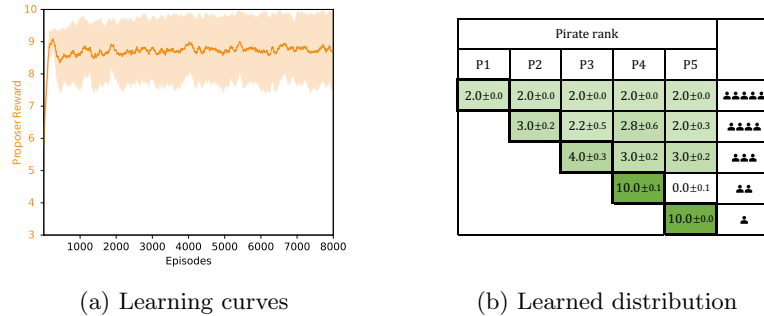 10
9
8
7
6
5
4
3
Proposer Reward
1000 2000 3000 4000 5000 6000 7000 8000
Episodes
(a) Learning curves
Pirate rank
P1 P2 P3 P4 P5
2.0±0.0 2.0±0.0 2.0±0.0 2.0±0.0 2.0±0.0
3.0±0.2 2.2±0.5 2.8±0.6 2.0±0.3
4.0±0.3 3.0±0.2 3.0±0.2
10.0±0.1 0.0±0.1
10.0±0.0
(b) Learned distribution